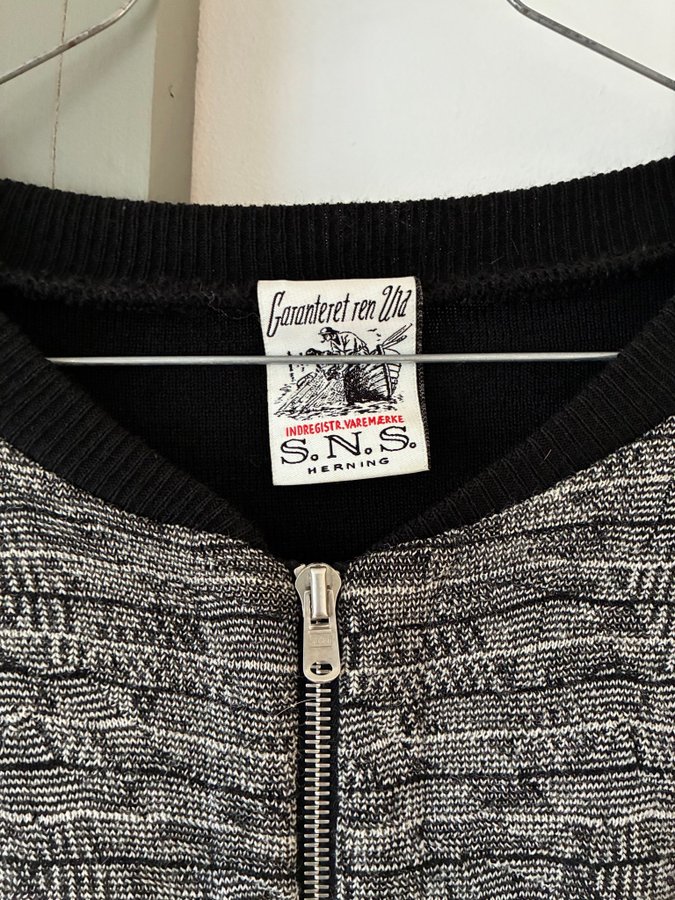 Garanteret ren Uld
INDREGISTR. VAREMÆRKE
S.N.S.
HERNING